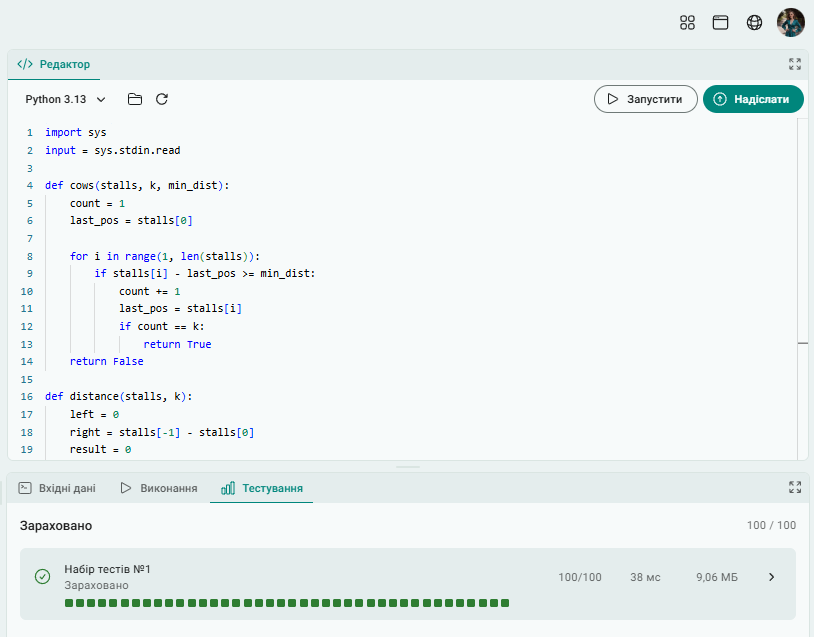 </> Редактор
Python 3.13
Запустити
Надіслати
1 import sys
2 input = sys.stdin.read
3
4 def cows(stalls, k, min_dist):
5     count = 1
6     last_pos = stalls[0]
7
8     for i in range(1, len(stalls)):
9         if stalls[i] - last_pos >= min_dist:
10             count += 1
11             last_pos = stalls[i]
12             if count == k:
13                 return True
14     return False
15
16 def distance(stalls, k):
17     left = 0
18     right = stalls[-1] - stalls[0]
19     result = 0
Вхідні дані
Виконання
Тестування
Зараховано
100 / 100
Набір тестів №1
Зараховано
100/100
38 мс
9,06 МБ